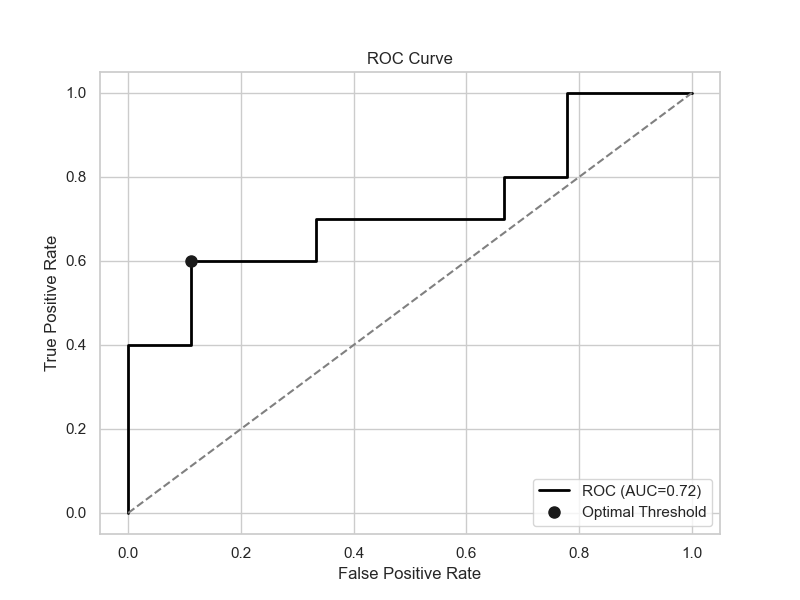 ROC Curve
True Positive Rate
1.0
0.8
0.6
0.4
0.2
0.0
0.0 0.2 0.4 0.6 0.8 1.0
False Positive Rate
ROC (AUC=0.72)
Optimal Threshold